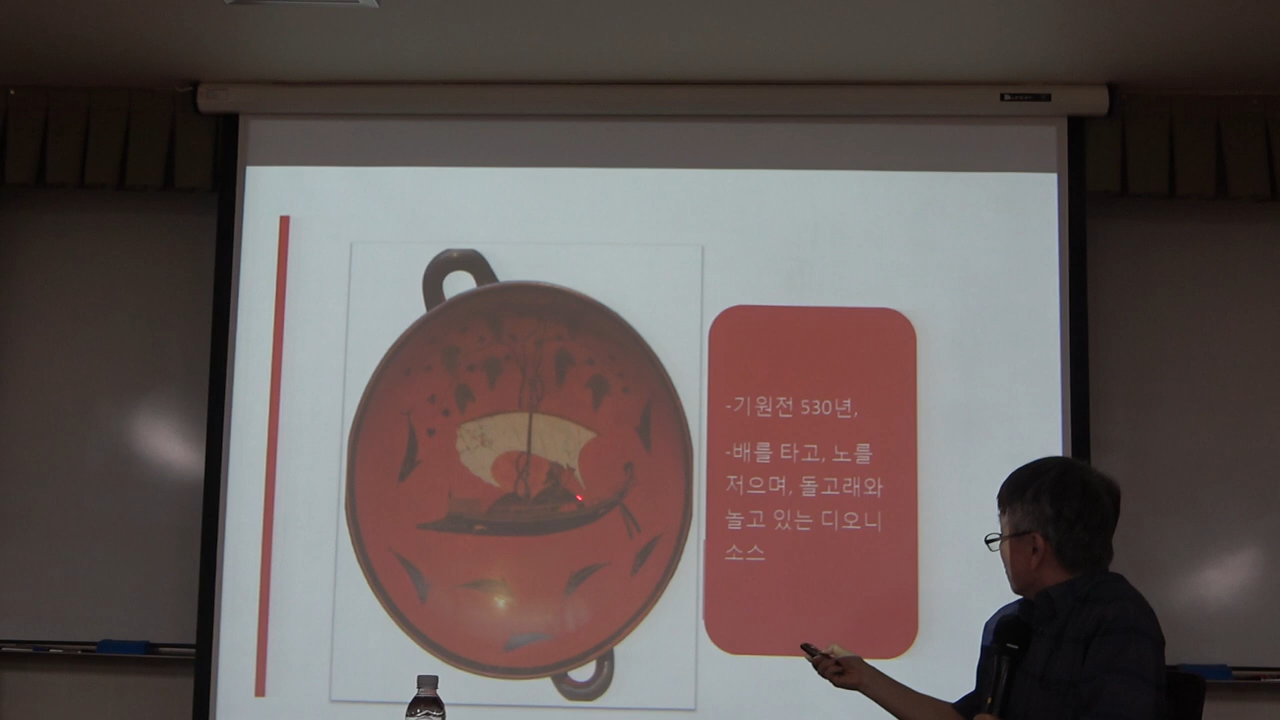 -기원전 530년,
-배를 타고, 노를
저으며, 돌고래와
놀고 있는 디오니
소스